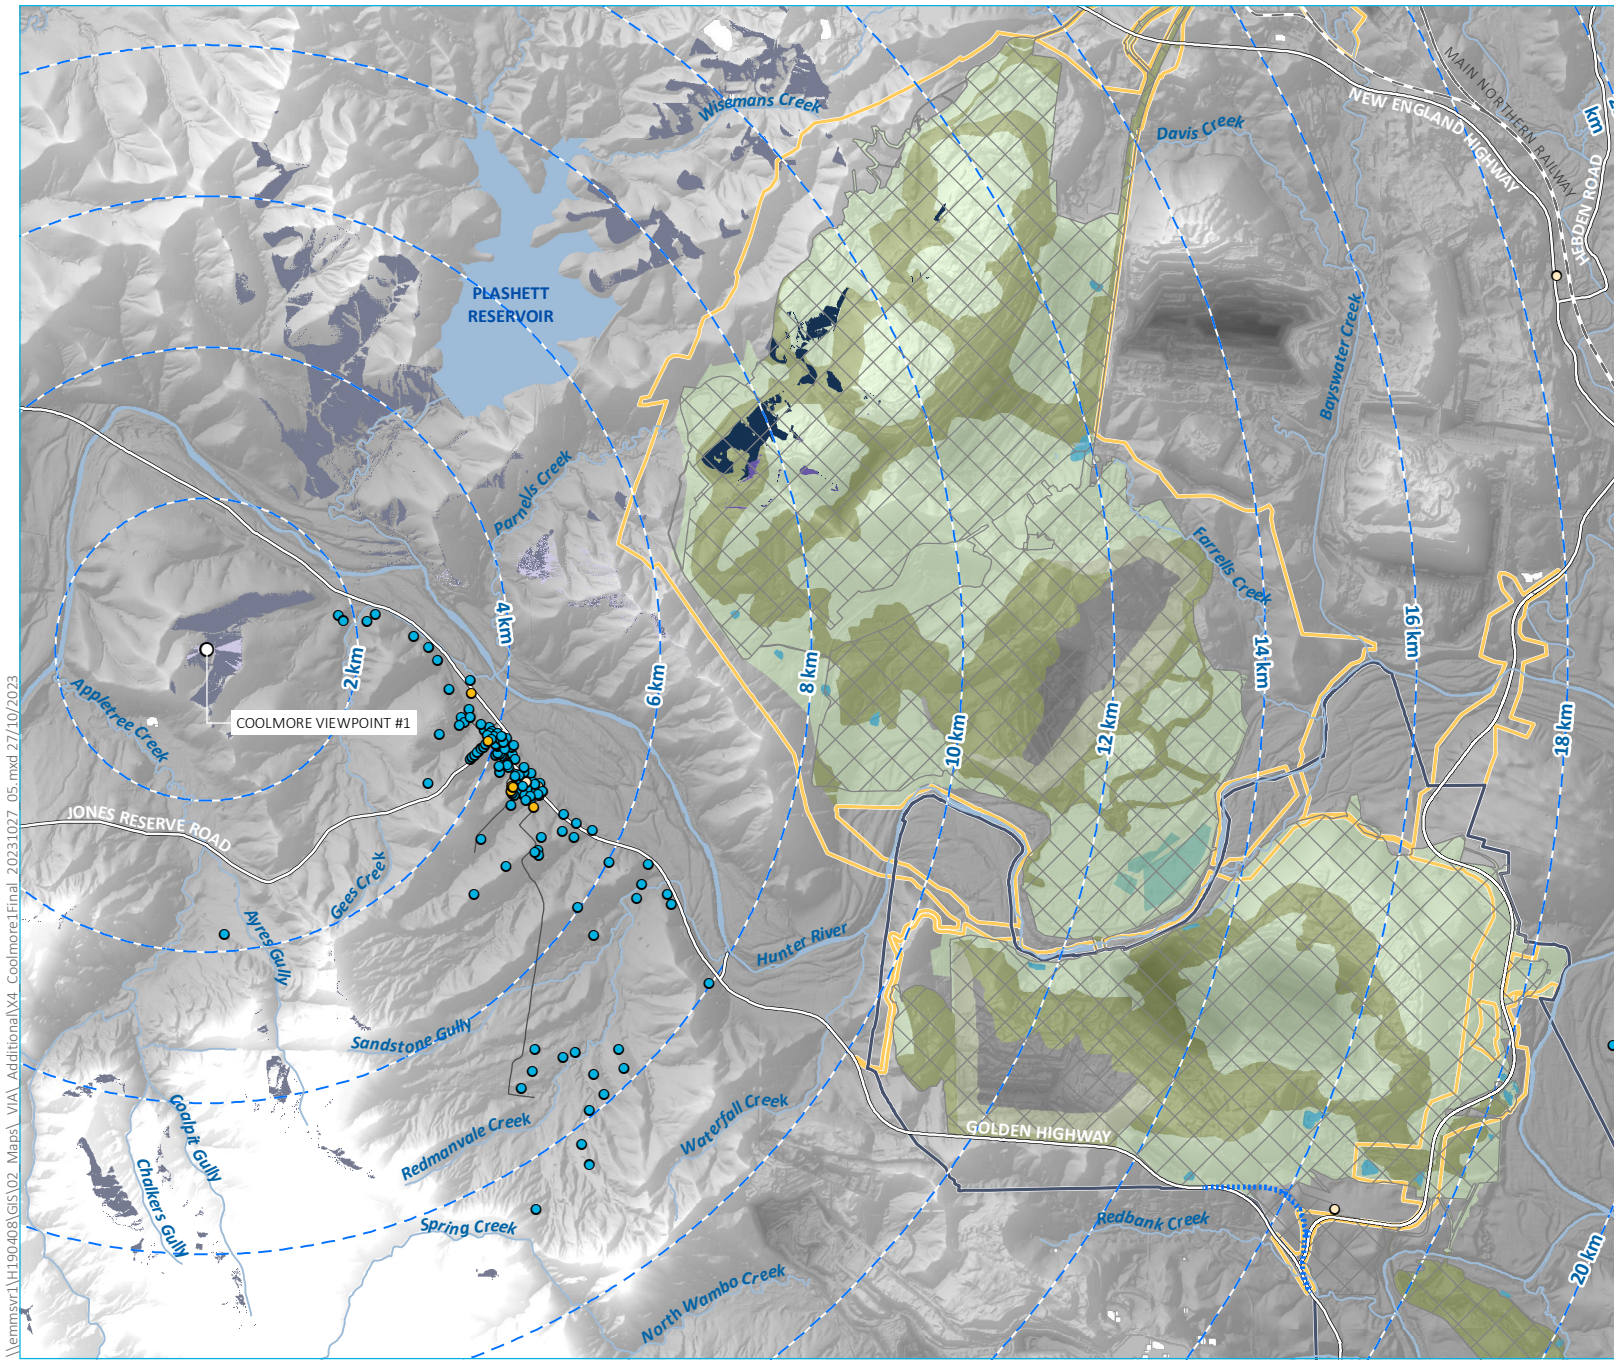 Wisemans Creek
Davis Creek
MAIN NORTHERN RAILWAY
NEW ENGLAND HIGHWAY
km
HEBDEN ROAD
PLASHETT
RESERVOIR
Bayswater Creek
Parnells Creek
Farrells Creek
2 km
4 km
6 km
8 km
10 km
12 km
14 km
16 km
18 km
Appletree Creek
COOLMORE VIEWPOINT #1
JONES RESERVE ROAD
Gees Creek
Ayres Gully
Hunter River
Sandstone Gully
Goalpit Gully
Chalkers Gully
Redmanvale Creek
Waterfall Creek
GOLDEN HIGHWAY
Spring Creek
Redbank Creek
North Wambo Creek
20 km
\\emmsvr1\H190408\GIS\02_Maps\_VIA_Additional\X4_Coolmore1Final_20231027_05.mxd 27/10/2023